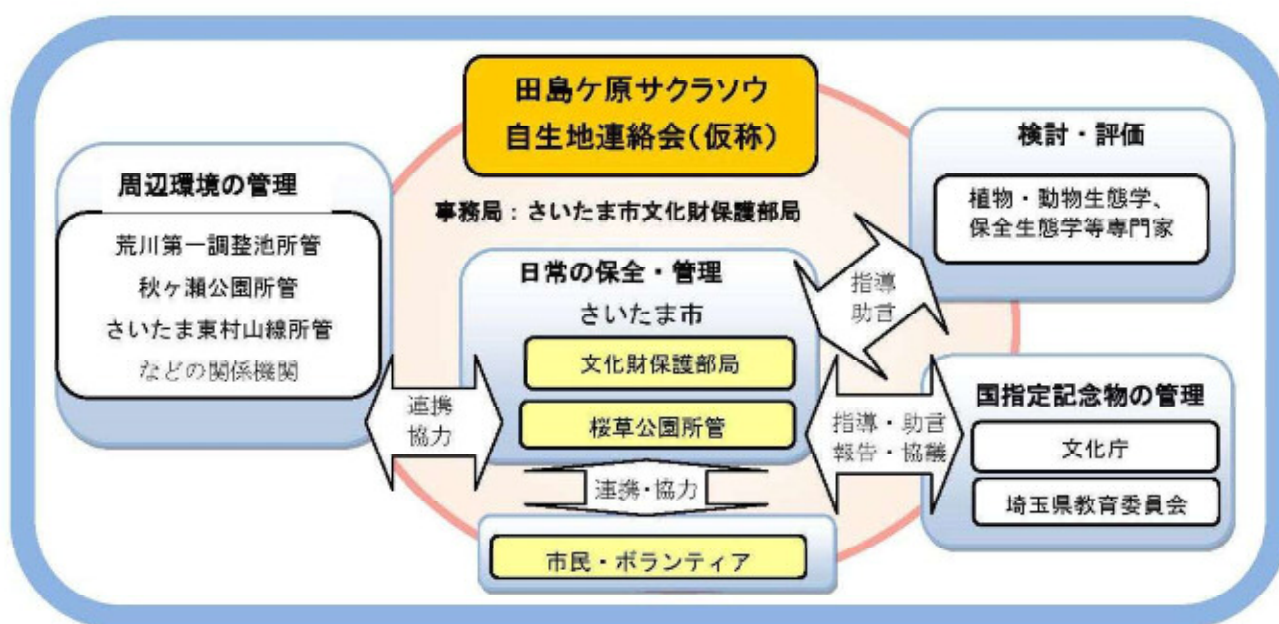 田島ケ原サクラソウ
自生地連絡会(仮称)
事務局:さいたま市文化財保護部局
周辺環境の管理
荒川第一調整池所管
秋ヶ瀬公園所管
さいたま東村山線所管
などの関係機関
連携
協力
日常の保全・管理
さいたま市
文化財保護部局
桜草公園所管
連携・協力
市民・ボランティア
検討・評価
植物・動物生態学、
保全生態学等専門家
指導
助言
指導・助言
報告・協議
国指定記念物の管理
文化庁
埼玉県教育委員会